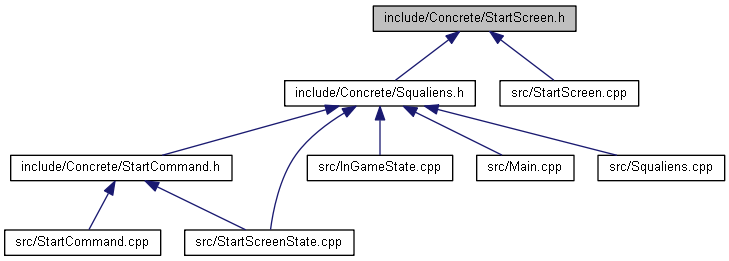 include/Concrete/StartScreen.h
include/Concrete/Squaliens.h
src/StartScreen.cpp
include/Concrete/StartCommand.h
src/InGameState.cpp
src/Main.cpp
src/Squaliens.cpp
src/StartCommand.cpp
src/StartScreenState.cpp